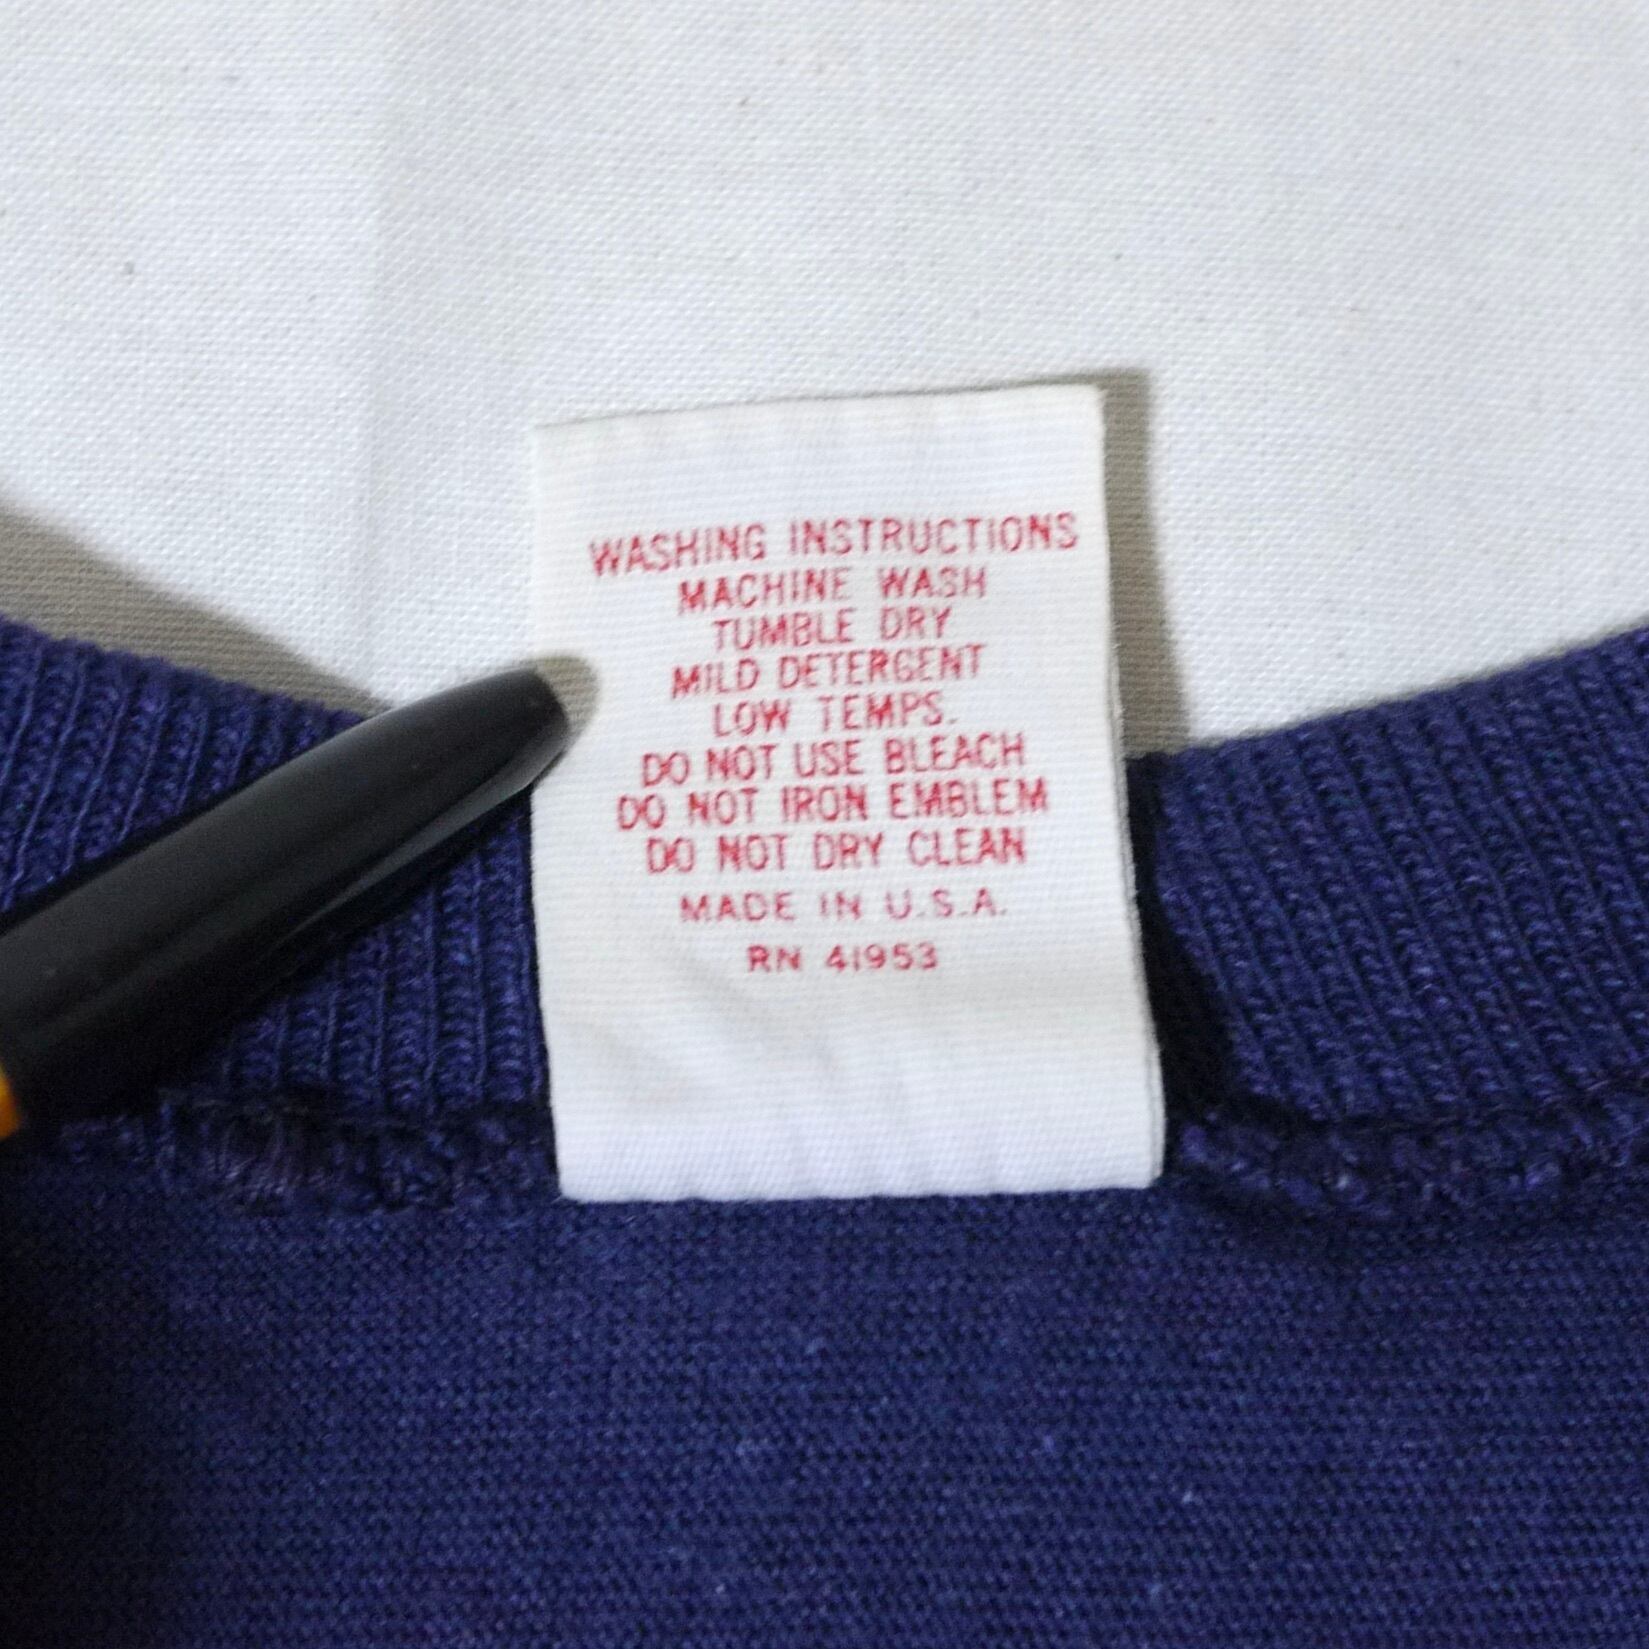 WASHING INSTRUCTIONS
MACHINE WASH
TUMBLE DRY
MILD DETERGENT
LOW TEMPS.
DO NOT USE BLEACH
DO NOT IRON EMBLEM
DO NOT DRY CLEAN
MADE IN U.S.A.
RN 41953